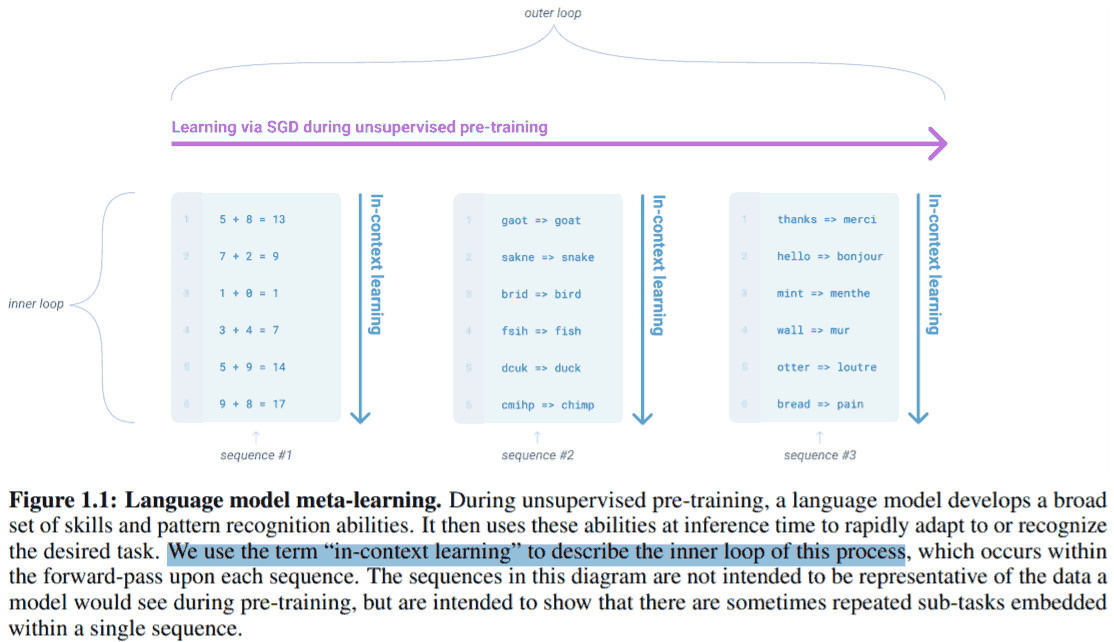 outer loop
Learning via SGD during unsupervised pre-training
inner loop
1 5 + 8 = 13
2 7 + 2 = 9
3 1 + 0 = 1
4 3 + 4 = 7
5 5 + 9 = 14
6 9 + 8 = 17
In-context learning
sequence #1
1 gaot => goat
2 sakne => snake
3 brid => bird
4 fsih => fish
5 dcuk => duck
6 cmihp => chimp
In-context learning
sequence #2
1 thanks => merci
2 hello => bonjour
3 mint => menthe
4 wall => mur
5 otter => loutre
6 bread => pain
In-context learning
sequence #3
Figure 1.1: Language model meta-learning. During unsupervised pre-training, a language model develops a broad
set of skills and pattern recognition abilities. It then uses these abilities at inference time to rapidly adapt to or recognize
the desired task. We use the term “in-context learning” to describe the inner loop of this process, which occurs within
the forward-pass upon each sequence. The sequences in this diagram are not intended to be representative of the data a
model would see during pre-training, but are intended to show that there are sometimes repeated sub-tasks embedded
within a single sequence.